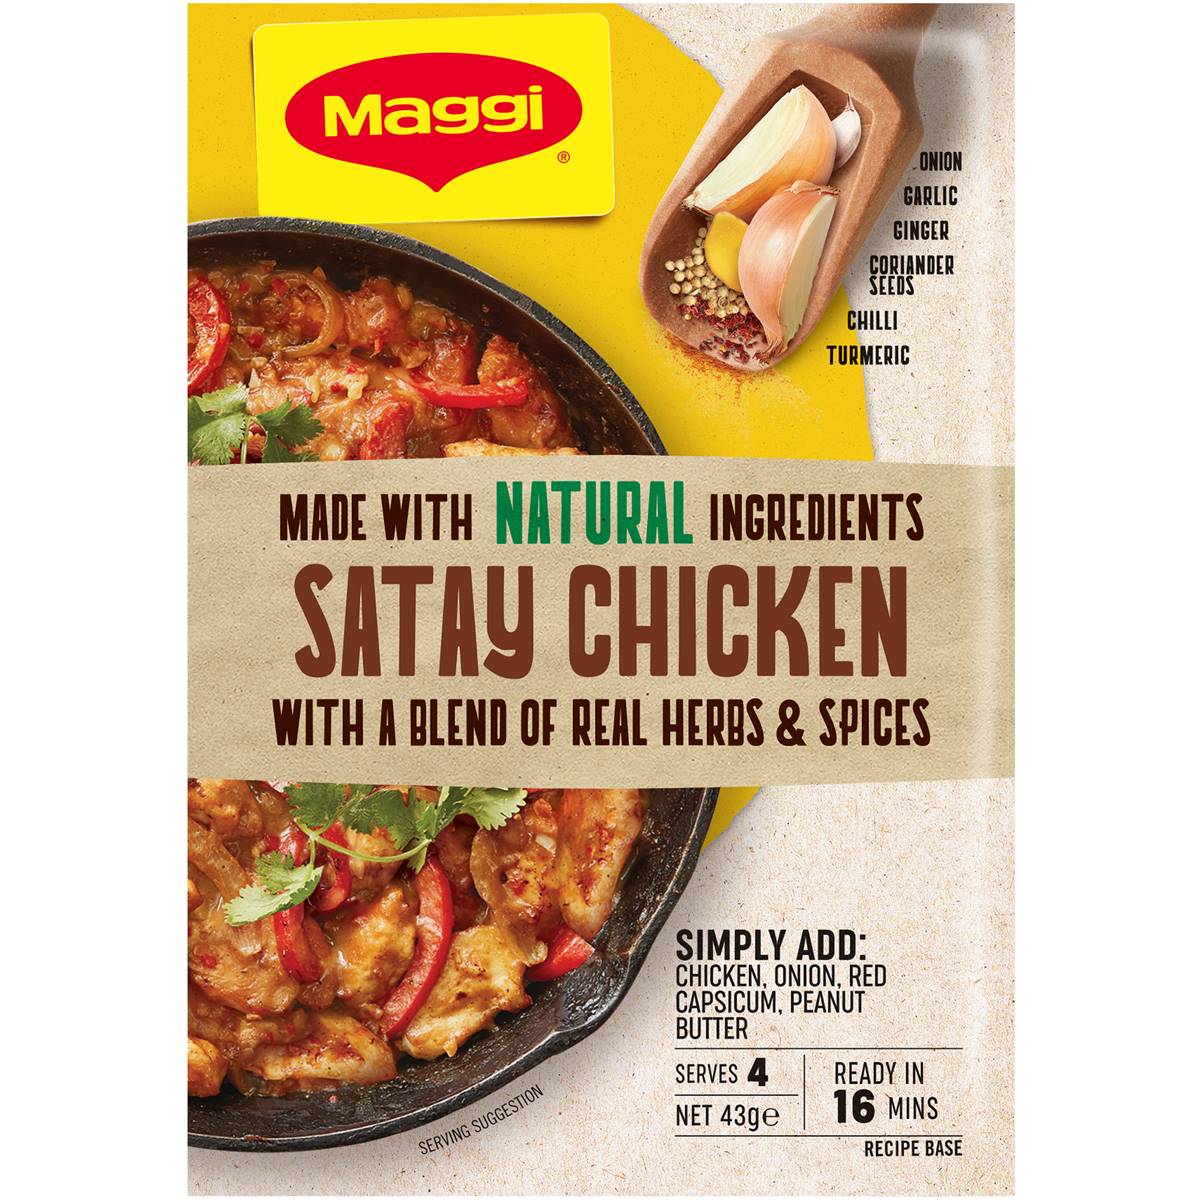 Maggi
®
ONION
GARLIC
GINGER
CORIANDER
SEEDS
CHILLI
TURMERIC
MADE WITH NATURAL INGREDIENTS
SATAY CHICKEN
WITH A BLEND OF REAL HERBS & SPICES
SIMPLY ADD:
CHICKEN, ONION, RED
CAPSICUM, PEANUT
BUTTER
SERVES 4
NET 43g℮
READY IN
16 MINS
RECIPE BASE
SERVING SUGGESTION